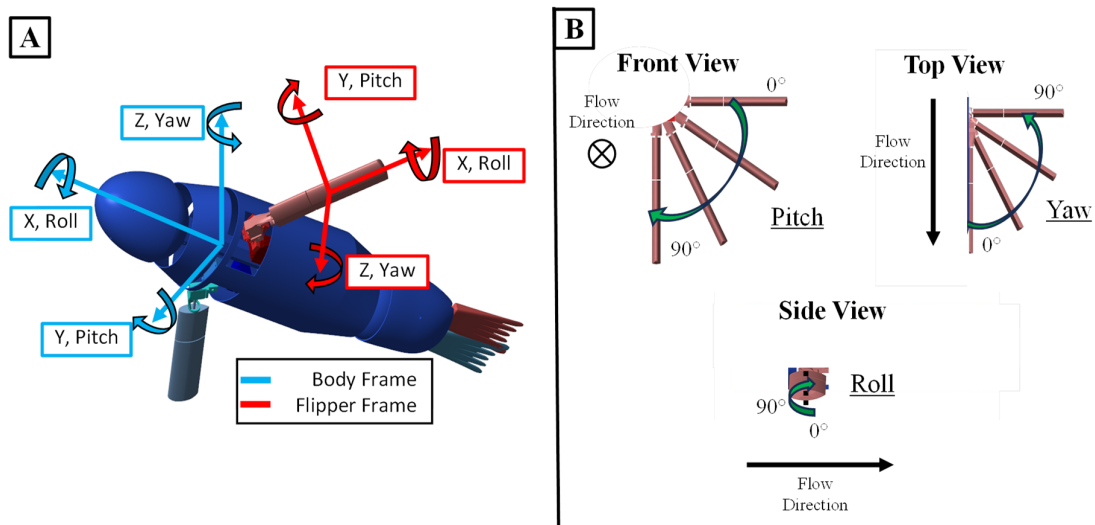 A
Y, Pitch
Z, Yaw
X, Roll
X, Roll
Z, Yaw
Y, Pitch
Body Frame
Flipper Frame
B
Front View
Flow
Direction
0°
90°
Pitch
Top View
Flow
Direction
90°
0°
Yaw
Side View
90°
0°
Roll
Flow
Direction